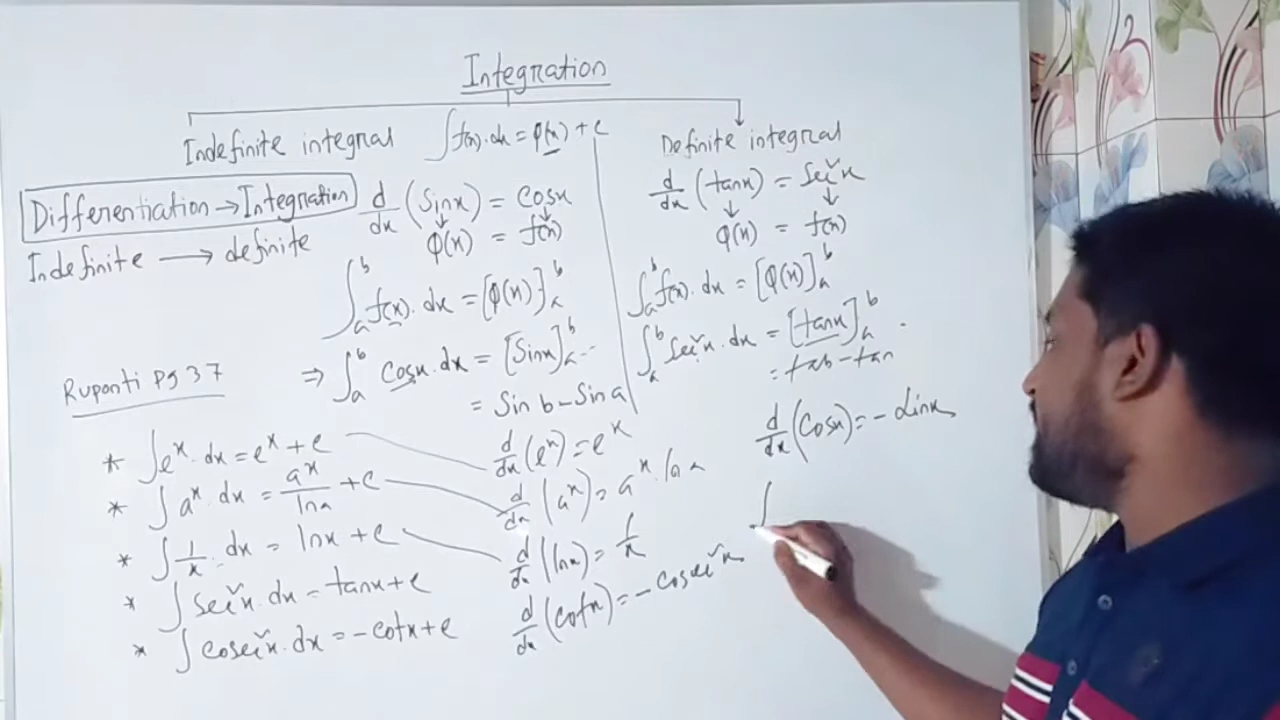 Integration
Indefinite integral ∫f(x).dx = φ(x) + c
Definite integral
Differentiation → Integration
Indefinite → definite
d/dx (Sinx) = Cosx
φ(x) = f(x)
∫ₐᵇ f(x). dx = [φ(x)]ₐᵇ
⇒ ∫ₐᵇ Cosx.dx = [Sinx]ₐᵇ
= Sin b – Sin a
d/dx (tanx) = Sec²x
φ(x) = f(x)
∫ₐᵇ f(x). dx = [φ(x)]ₐᵇ
∫ₐᵇ Sec²x. dx = [tanx]ₐᵇ
= tab – tan
d/dx (Cosx) = – Sinx
∫
Ruponti Pg 37
* ∫eˣ. dx = eˣ + c
* ∫aˣ. dx = aˣ/lna + c
* ∫1/x. dx = lnx + c
* ∫Sec²x. dx = tanx + c
* ∫Cosec²x. dx = – cotx + c
d/dx (eˣ) = eˣ
d/dx (aˣ) = aˣ. lna
d/dx (lnx) = 1/x
d/dx (cotx) = – cosec²x